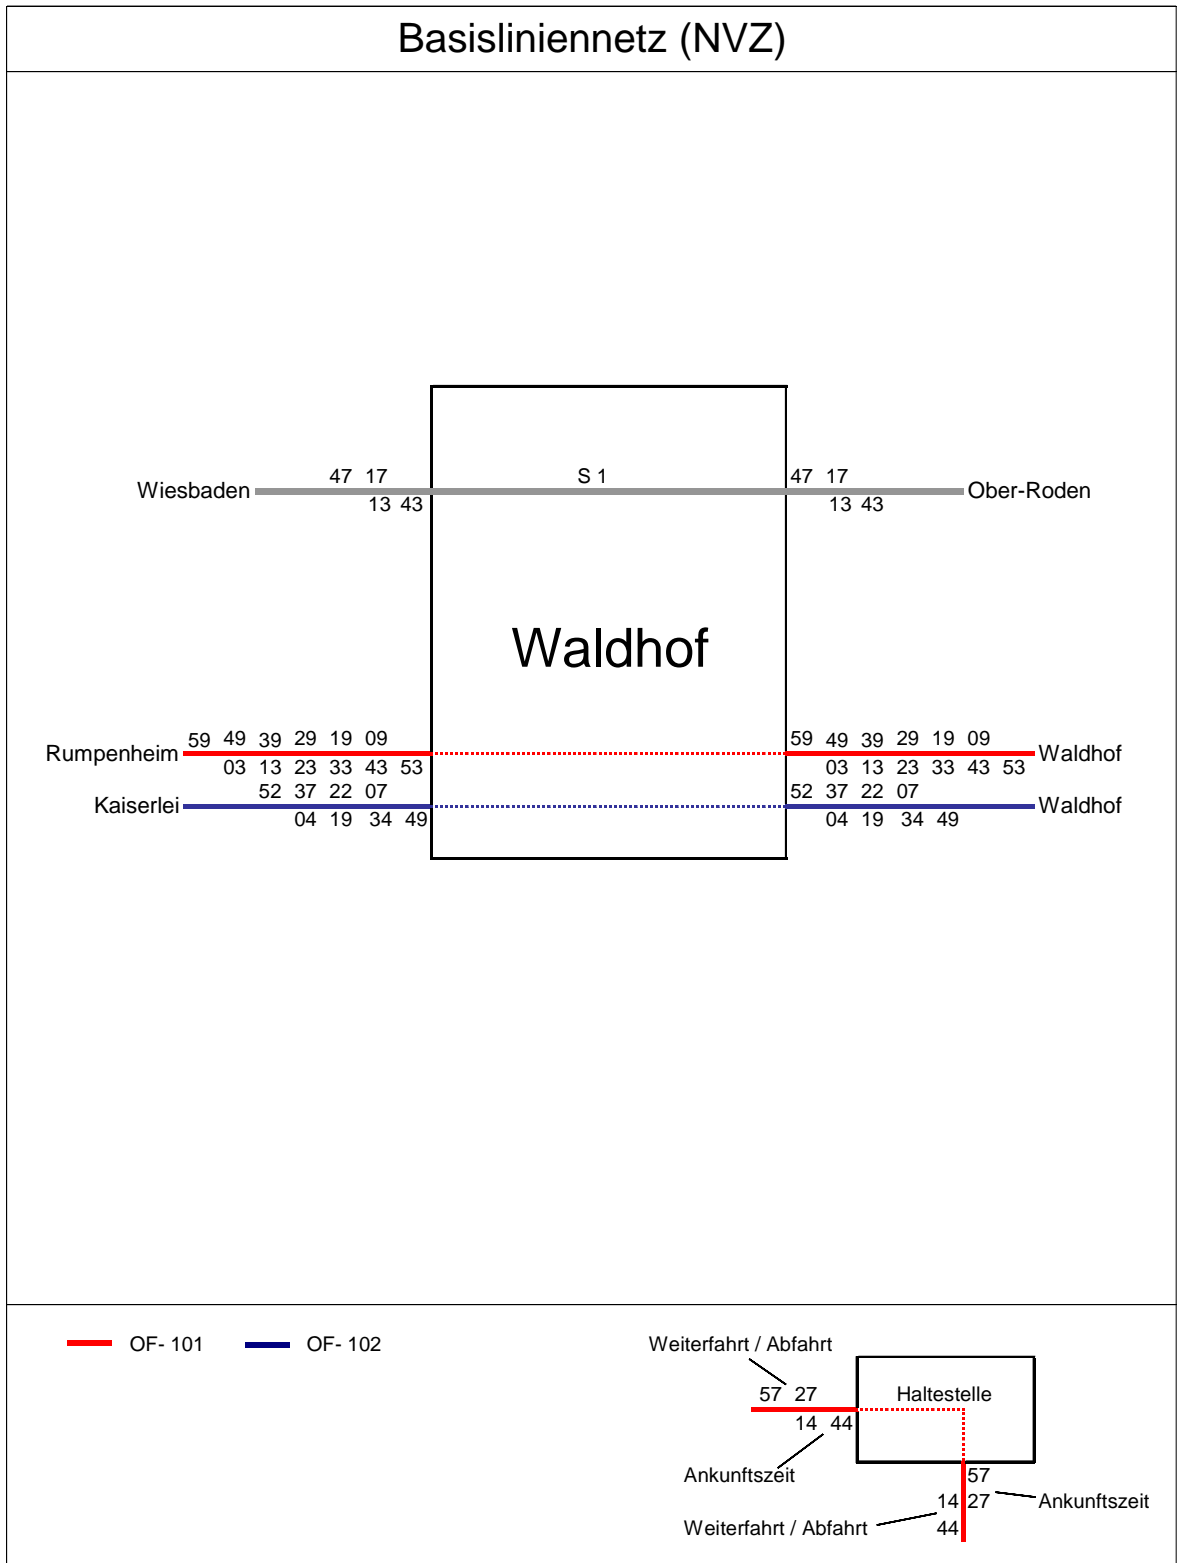 Basisliniennetz (NVZ)
47 17 S 1 47 17
Wiesbaden Ober-Roden
13 43 13 43
Waldhof
59 49 39 29 19 09 59 49 39 29 19 09
Rumpenheim Waldhof
03 13 23 33 43 53 03 13 23 33 43 53
52 37 22 07 52 37 22 07
Kaiserlei Waldhof
04 19 34 49 04 19 34 49
OF- 101 OF- 102
Weiterfahrt / Abfahrt
57 27 Haltestelle
14 44
Ankunftszeit 57
14 27 Ankunftszeit
Weiterfahrt / Abfahrt 44